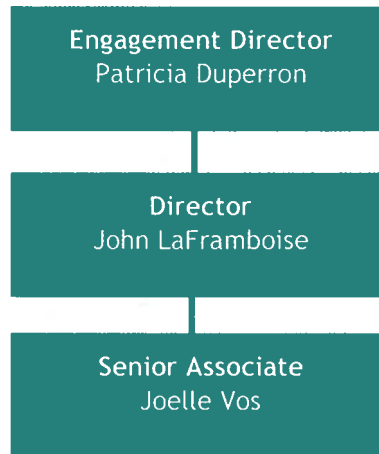 Engagement Director
Patricia Duperron
Director
John LaFramboise
Senior Associate
Joelle Vos